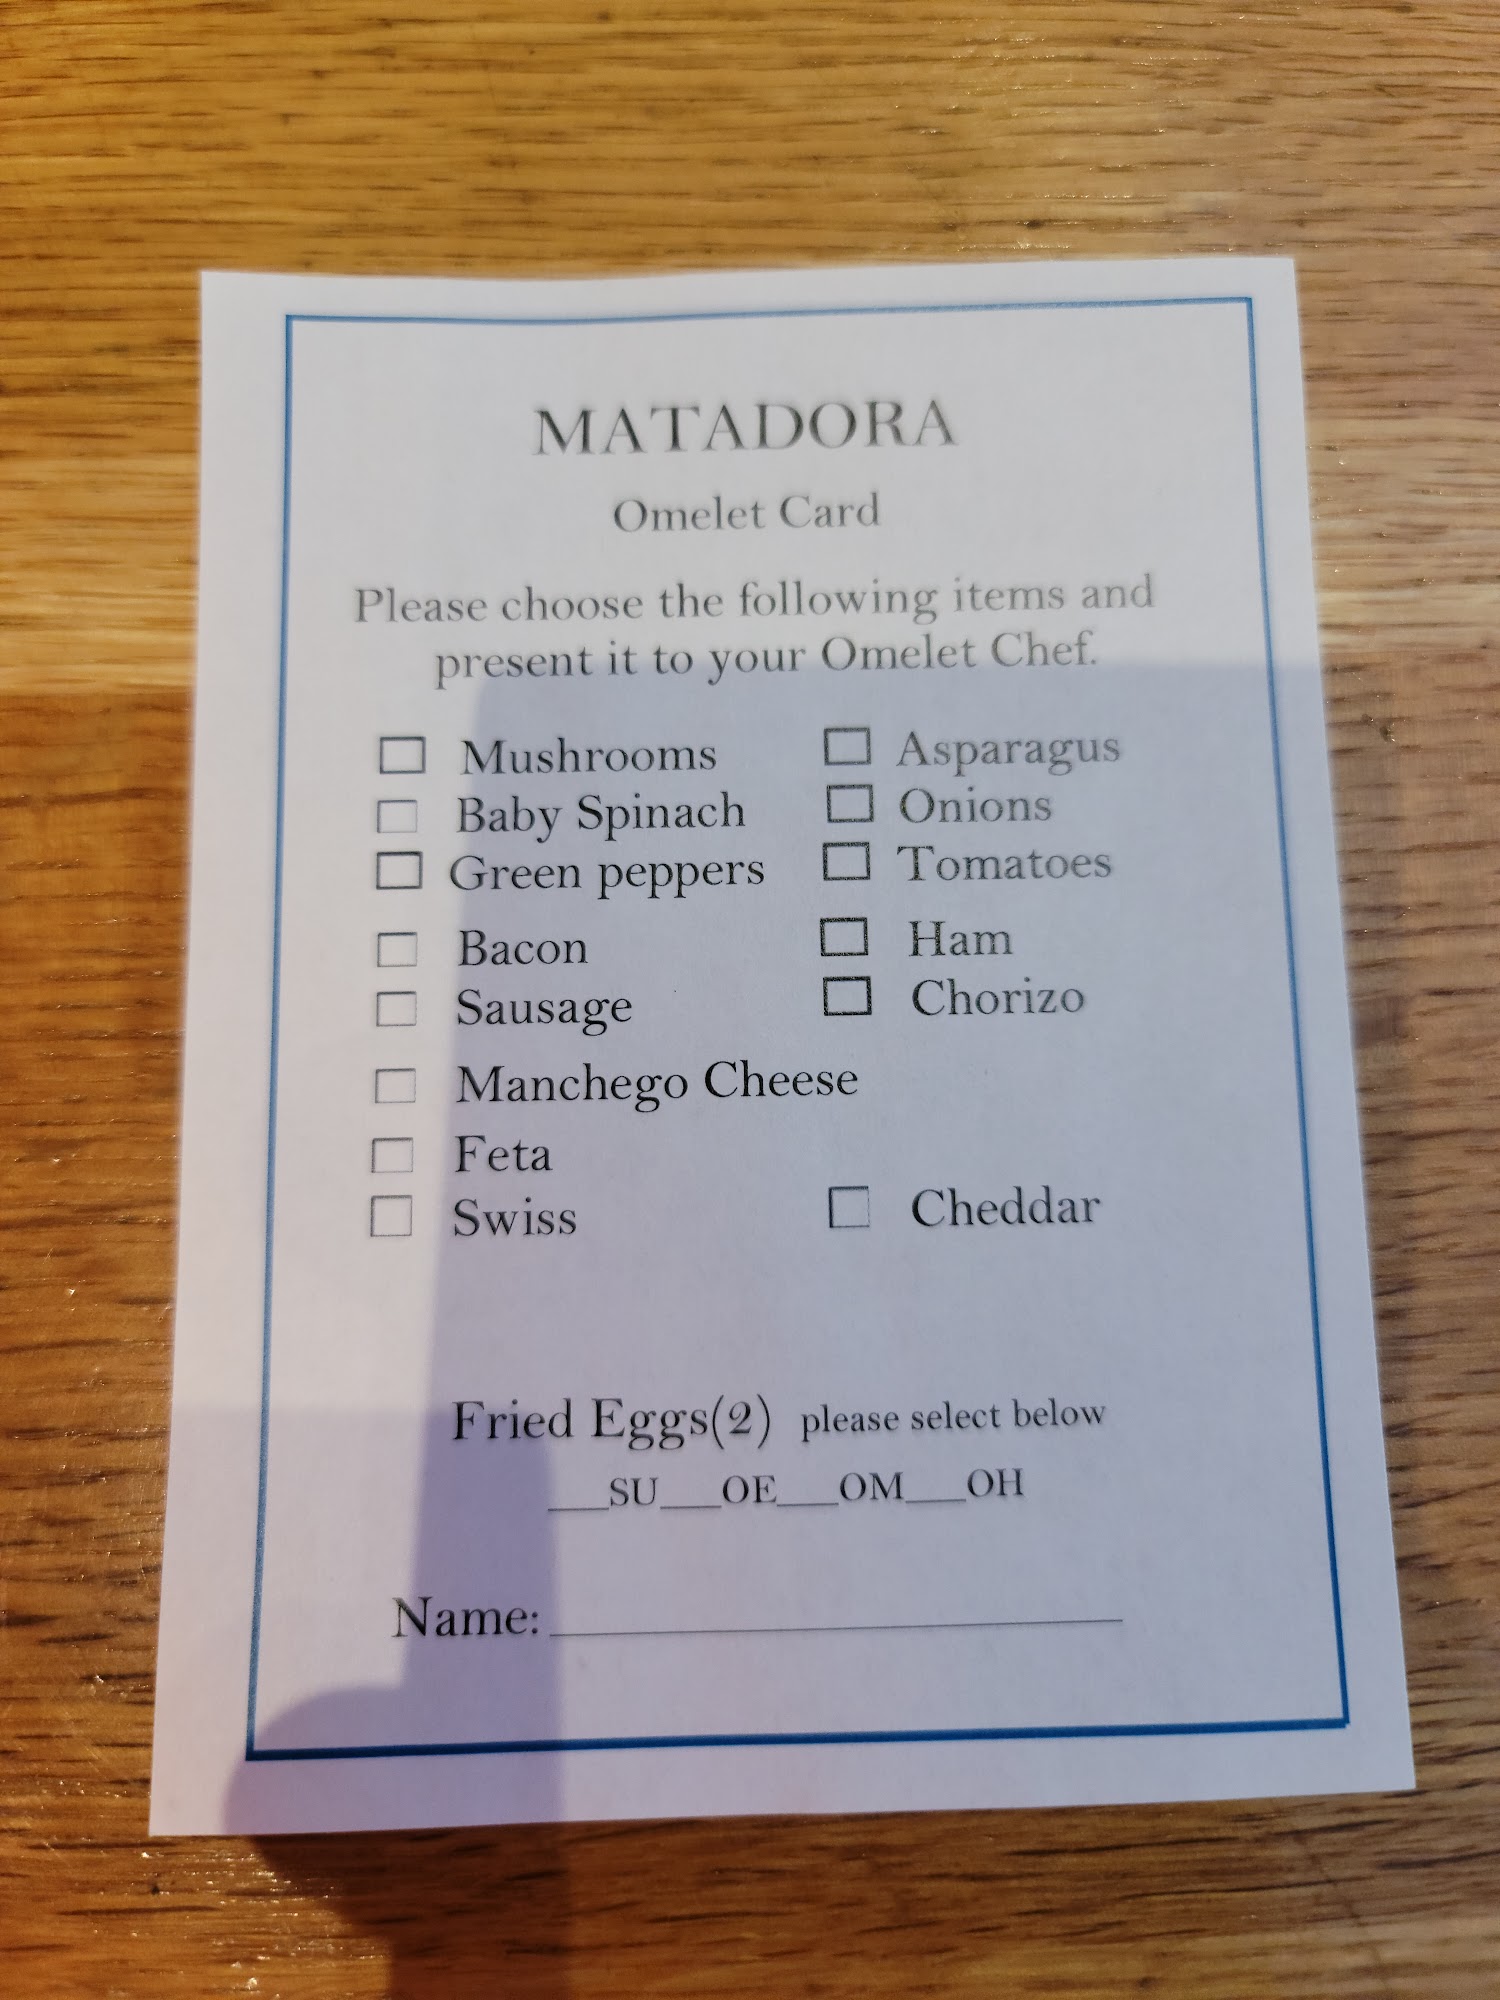 MATADORA
Omelet Card
Please choose the following items and
present it to your Omelet Chef.
Mushrooms Asparagus
Baby Spinach Onions
Green peppers Tomatoes
Bacon Ham
Sausage Chorizo
Manchego Cheese
Feta
Swiss Cheddar
Fried Eggs(2) please select below
___SU___OE___OM___OH
Name: